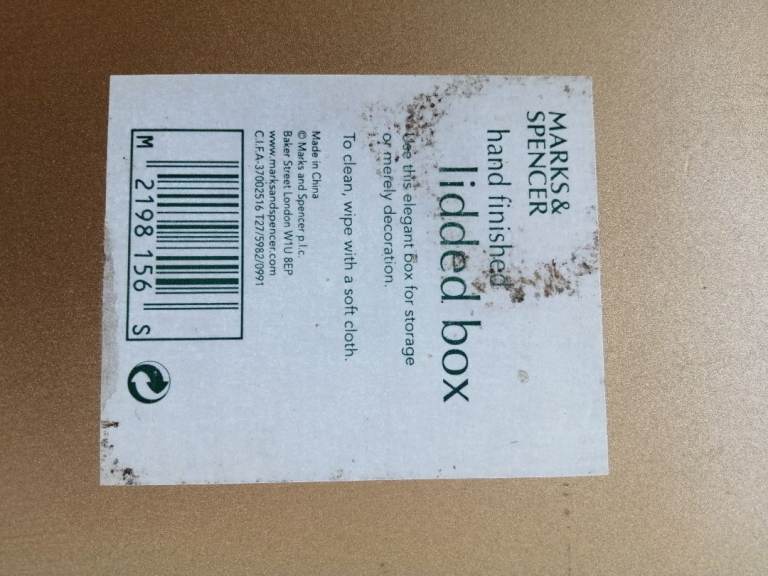 MARKS&
SPENCER
hand finished
lidded box
Use this elegant box for storage
or merely decoration.
To clean, wipe with a soft cloth.
Made in China
© Marks and Spencer p.l.c.
Baker Street London W1U 8EP
www.marksandspencer.com
C.I.F.A-37002516 T27/5982/0991
M 2198 156 S